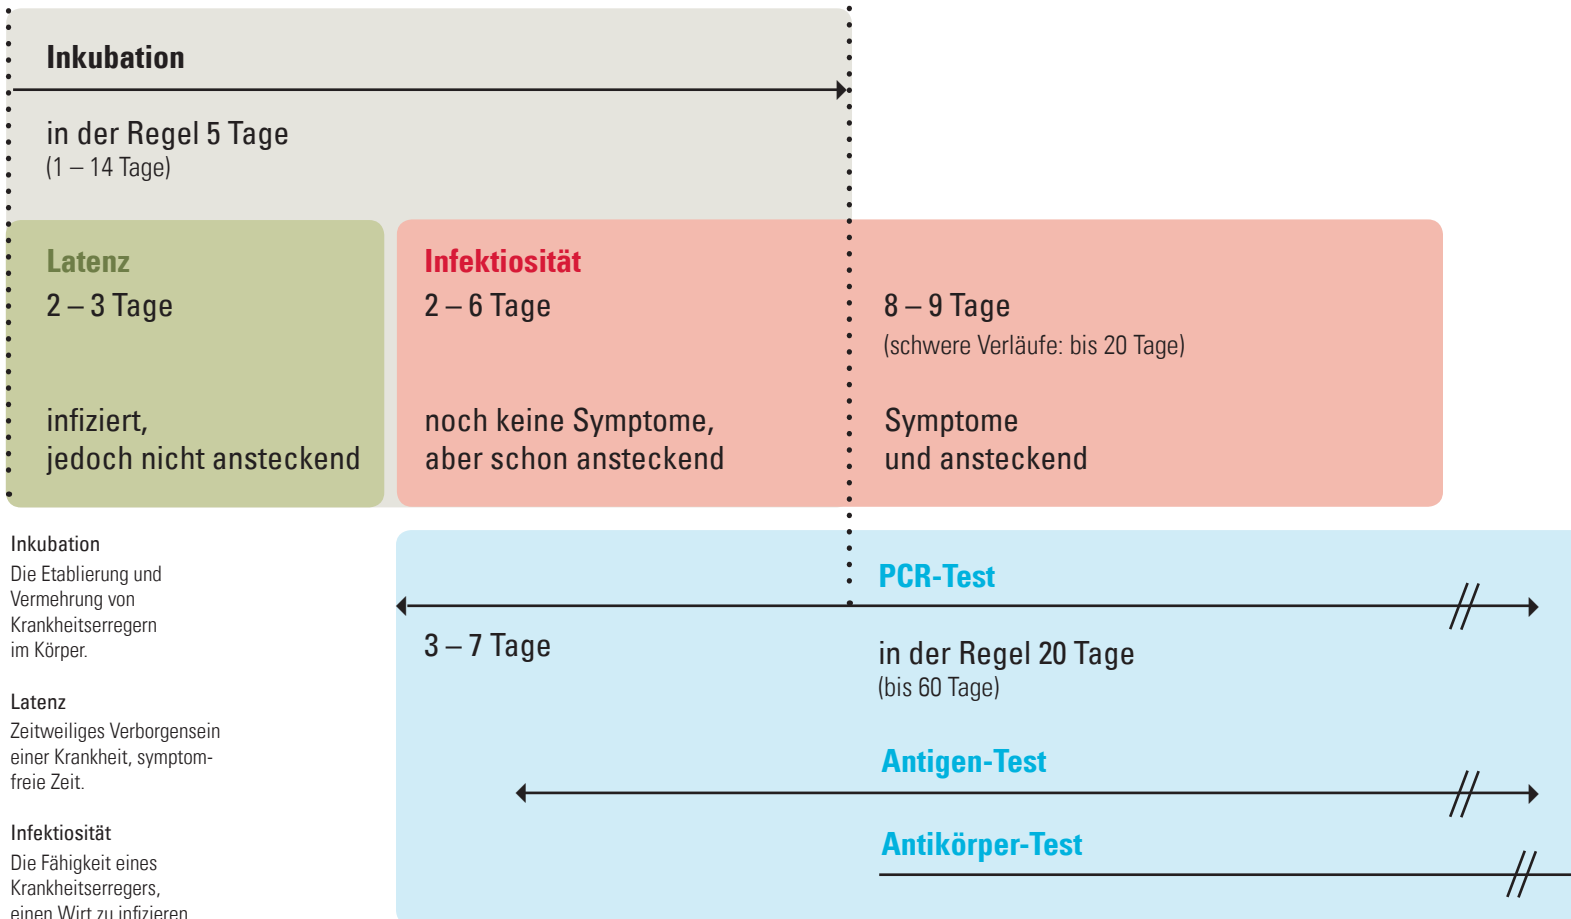 Inkubation
in der Regel 5 Tage
(1 – 14 Tage)
Latenz
2 – 3 Tage
infiziert,
jedoch nicht ansteckend
Infektiosität
2 – 6 Tage
noch keine Symptome,
aber schon ansteckend
8 – 9 Tage
(schwere Verläufe: bis 20 Tage)
Symptome
und ansteckend
Inkubation
Die Etablierung und
Vermehrung von
Krankheitserregern
im Körper.
Latenz
Zeitweiliges Verborgensein
einer Krankheit, symptom-
freie Zeit.
Infektiosität
Die Fähigkeit eines
Krankheitserregers,
einen Wirt zu infizieren
PCR-Test
3 – 7 Tage
in der Regel 20 Tage
(bis 60 Tage)
Antigen-Test
Antikörper-Test